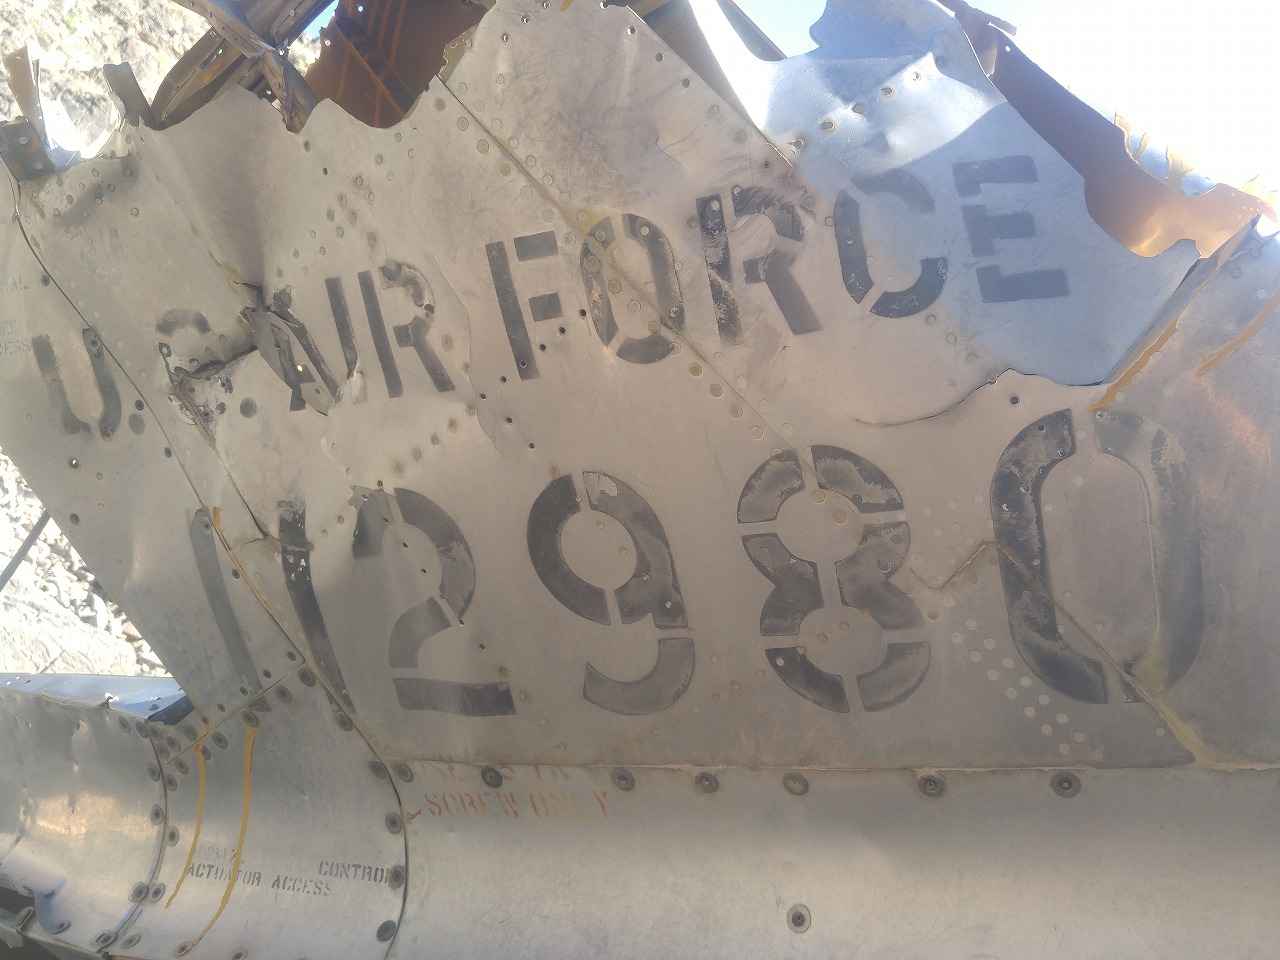 U.S. AIR FORCE
12980
SCREW ONLY
CONTROL
ACTUATOR ACCESS